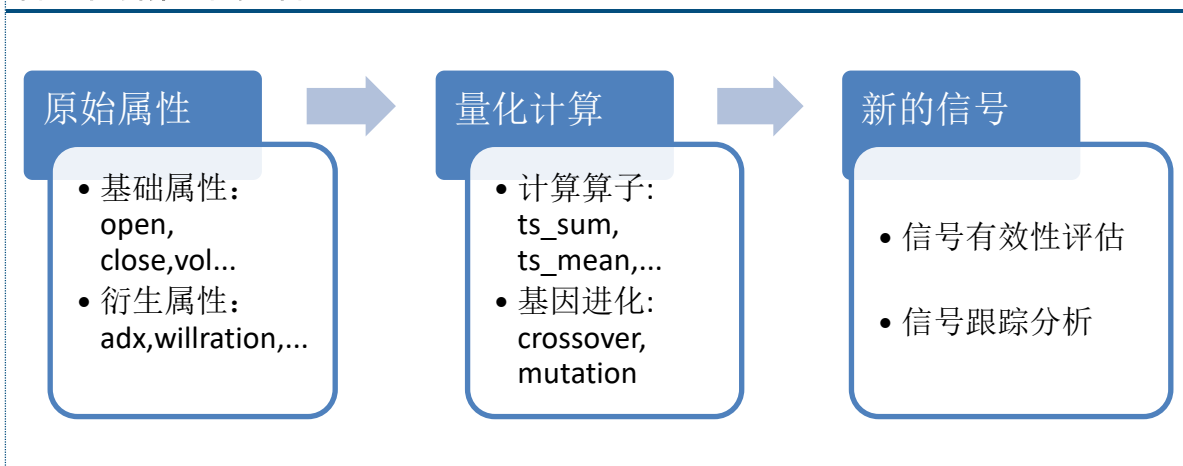 原始属性
• 基础属性：
open,
close,vol...
• 衍生属性：
adx,willration,...
量化计算
• 计算算子:
ts_sum,
ts_mean,...
• 基因进化:
crossover,
mutation
新的信号
• 信号有效性评估
• 信号跟踪分析